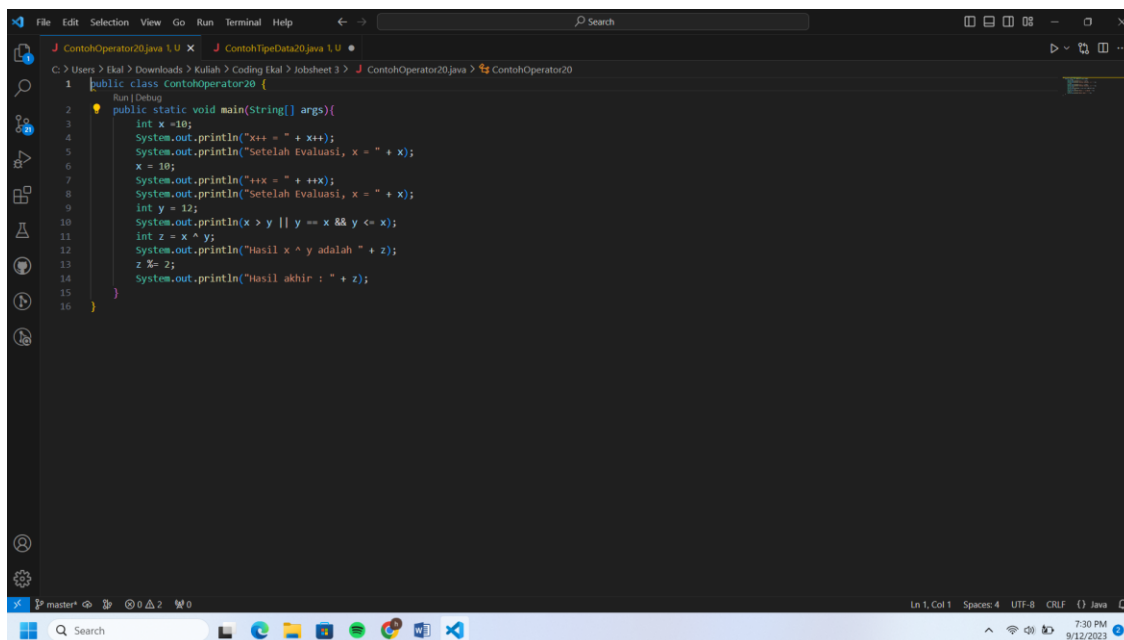 File Edit Selection View Go Run Terminal Help
Search
ContohOperator20.java 1, U ContohTipeData20.java 1, U
C: > Users > Ekal > Downloads > Kuliah > Coding Ekal > Jobsheet 3 > J ContohOperator20.java > ContohOperator20
1 public class ContohOperator20 {
Run | Debug
2 public static void main(String[] args){
3 int x =10;
4 System.out.println("x++ = " + x++);
5 System.out.println("Setelah Evaluasi, x = " + x);
6 x = 10;
7 System.out.println("++x = " + ++x);
8 System.out.println("Setelah Evaluasi, x = " + x);
9 int y = 12;
10 System.out.println(x > y || y == x && y <= x);
11 int z = x ^ y;
12 System.out.println("Hasil x ^ y adalah " + z);
13 z %= 2;
14 System.out.println("Hasil akhir : " + z);
15 }
16 }
master* 0 2 0
Ln 1, Col 1 Spaces: 4 UTF-8 CRLF {} Java
Search
7:30 PM
9/12/2023